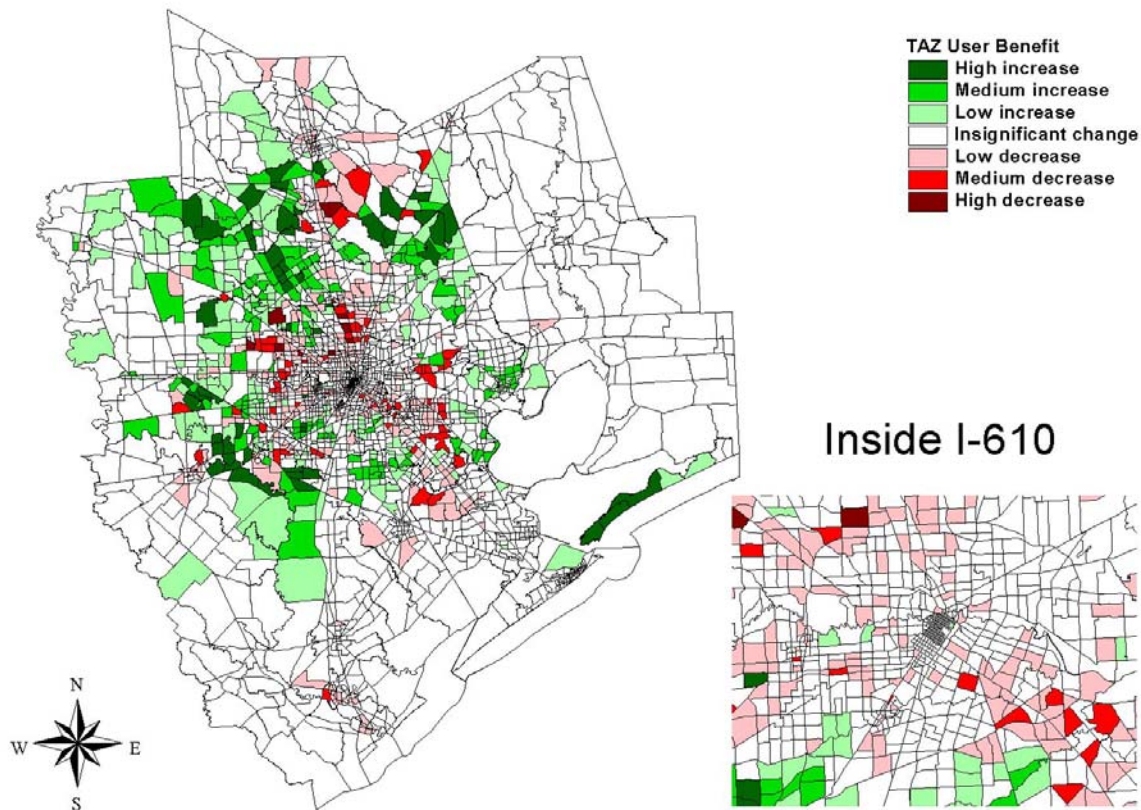 TAZ User Benefit
High increase
Medium increase
Low increase
Insignificant change
Low decrease
Medium decrease
High decrease
Inside I-610
N
W E
S